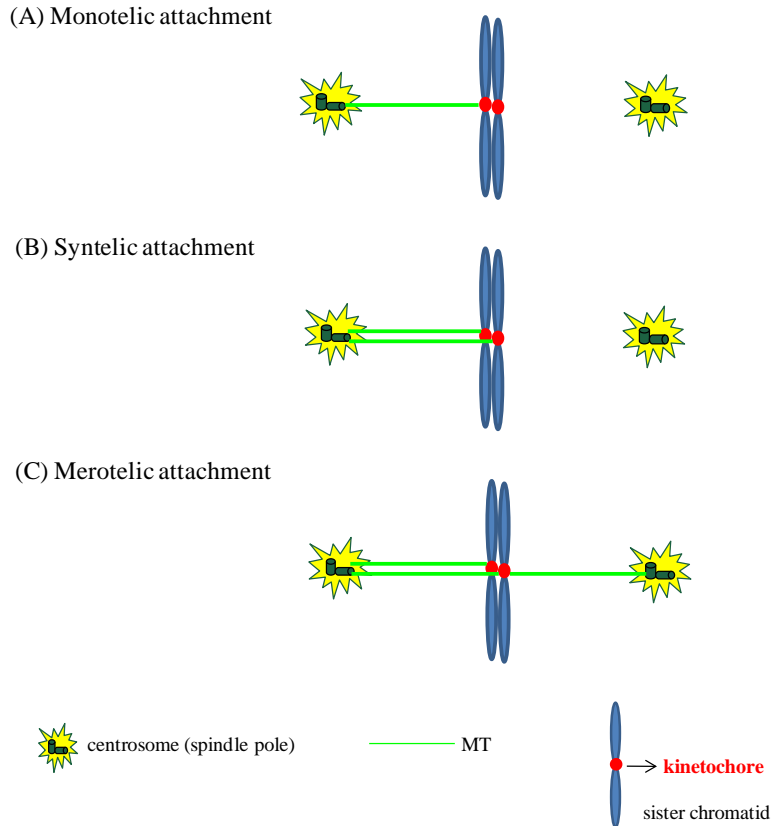 (A) Monotelic attachment
(B) Syntelic attachment
(C) Merotelic attachment
centrosome (spindle pole)
MT
kinetochore
sister chromatid